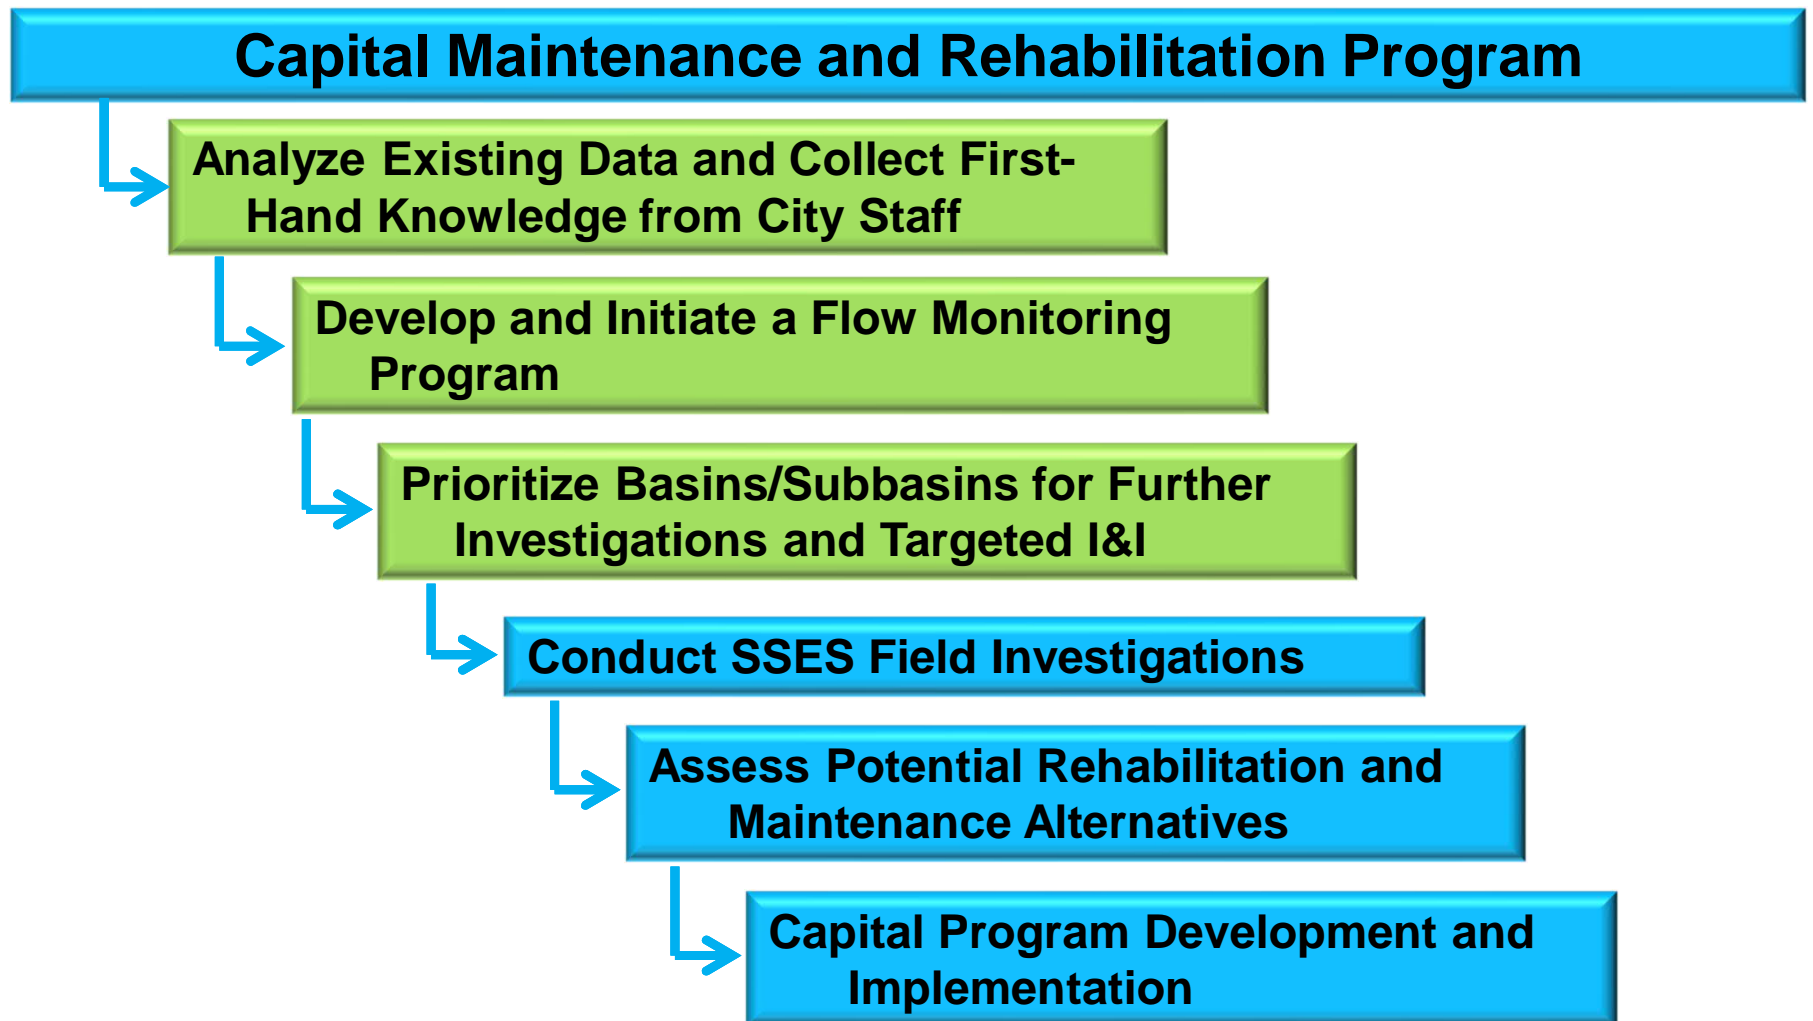 Capital Maintenance and Rehabilitation Program
Analyze Existing Data and Collect First-
Hand Knowledge from City Staff
Develop and Initiate a Flow Monitoring
Program
Prioritize Basins/Subbasins for Further
Investigations and Targeted I&I
Conduct SSES Field Investigations
Assess Potential Rehabilitation and
Maintenance Alternatives
Capital Program Development and
Implementation